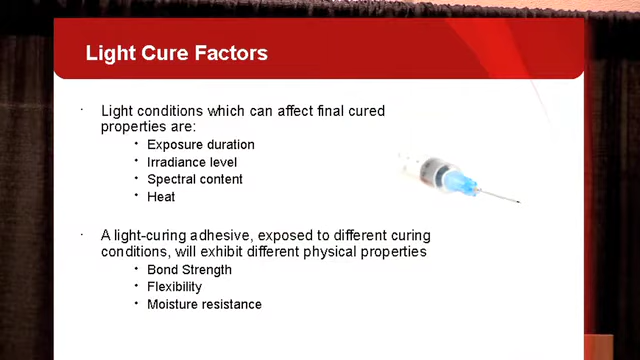 Light Cure Factors
Light conditions which can affect final cured
properties are:
Exposure duration
Irradiance level
Spectral content
Heat
A light-curing adhesive, exposed to different curing
conditions, will exhibit different physical properties
Bond Strength
Flexibility
Moisture resistance